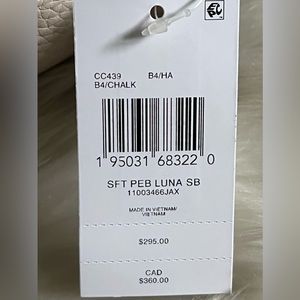 CC439 B4/HA
B4/CHALK
1 95031 68322 0
SFT PEB LUNA SB
11003466JAX
MADE IN VIETNAM/
VIETNAM
$295.00
CAD
$360.00